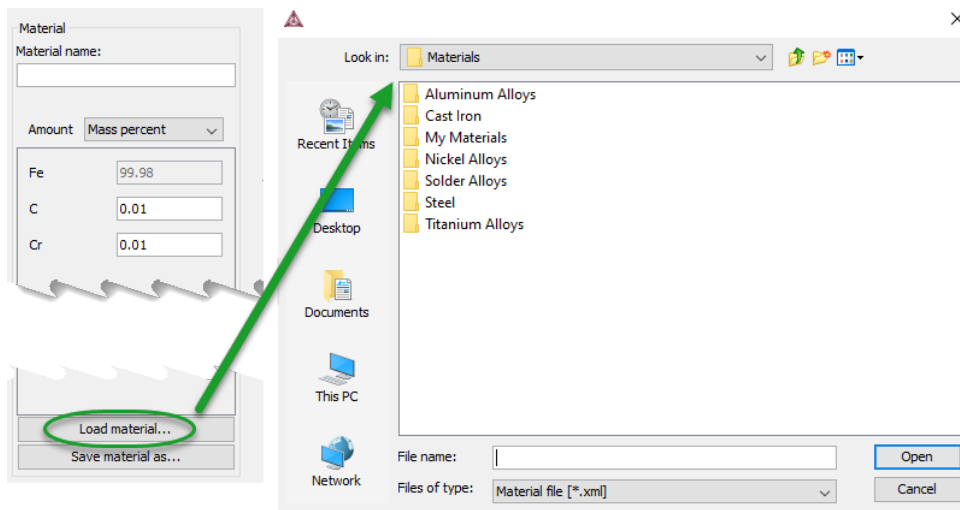 Material
Material name:
Amount Mass percent
Fe 99.98
C 0.01
Cr 0.01
Load material...
Save material as...
Look in: Materials
Recent Items
Desktop
Documents
This PC
Network
Aluminum Alloys
Cast Iron
My Materials
Nickel Alloys
Solder Alloys
Steel
Titanium Alloys
File name:
Open
Files of type: Material file [*.xml]
Cancel